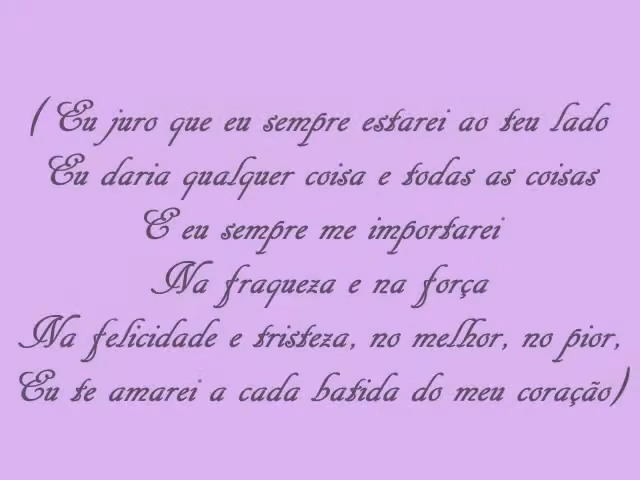 ( Eu juro que eu sempre estarei ao teu lado
Eu daria qualquer coisa e todas as coisas
E eu sempre me importarei
Na fraqueza e na força
Na felicidade e tristeza, no melhor, no pior,
Eu te amarei a cada batida do meu coração)